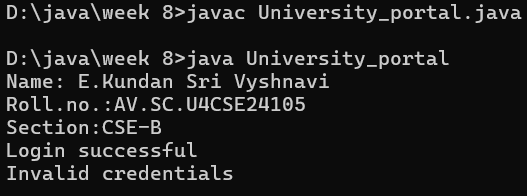 D:\java\week 8>javac University_portal.java
D:\java\week 8>java University_portal
Name: E.Kundan Sri Vyshnavi
Roll.no.:AV.SC.U4CSE24105
Section:CSE-B
Login successful
Invalid credentials